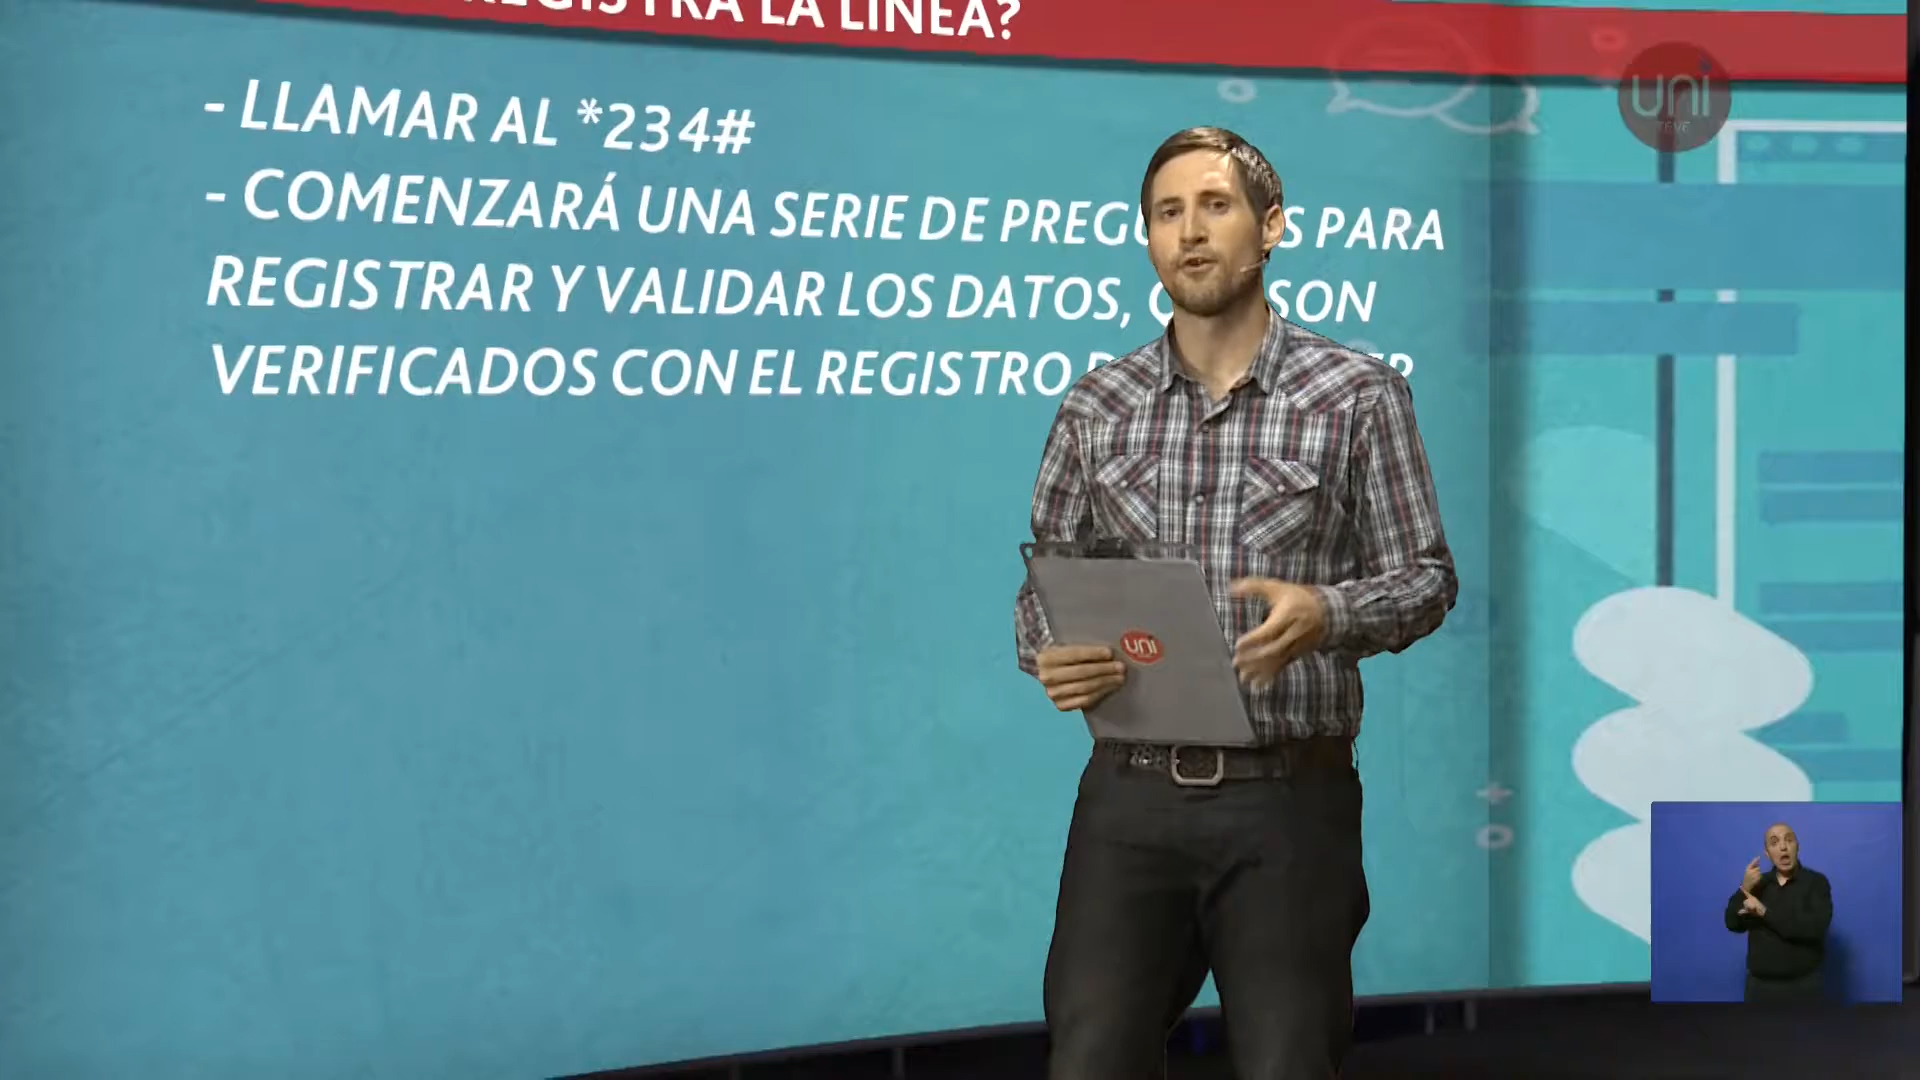 REGISTRA LA LÍNEA?
- LLAMAR AL *234#
- COMENZARÁ UNA SERIE DE PARA
REGISTRAR Y VALIDAR LOS DATOS, SON
VERIFICADOS CON EL REGISTRO
uni
TEVE
uni